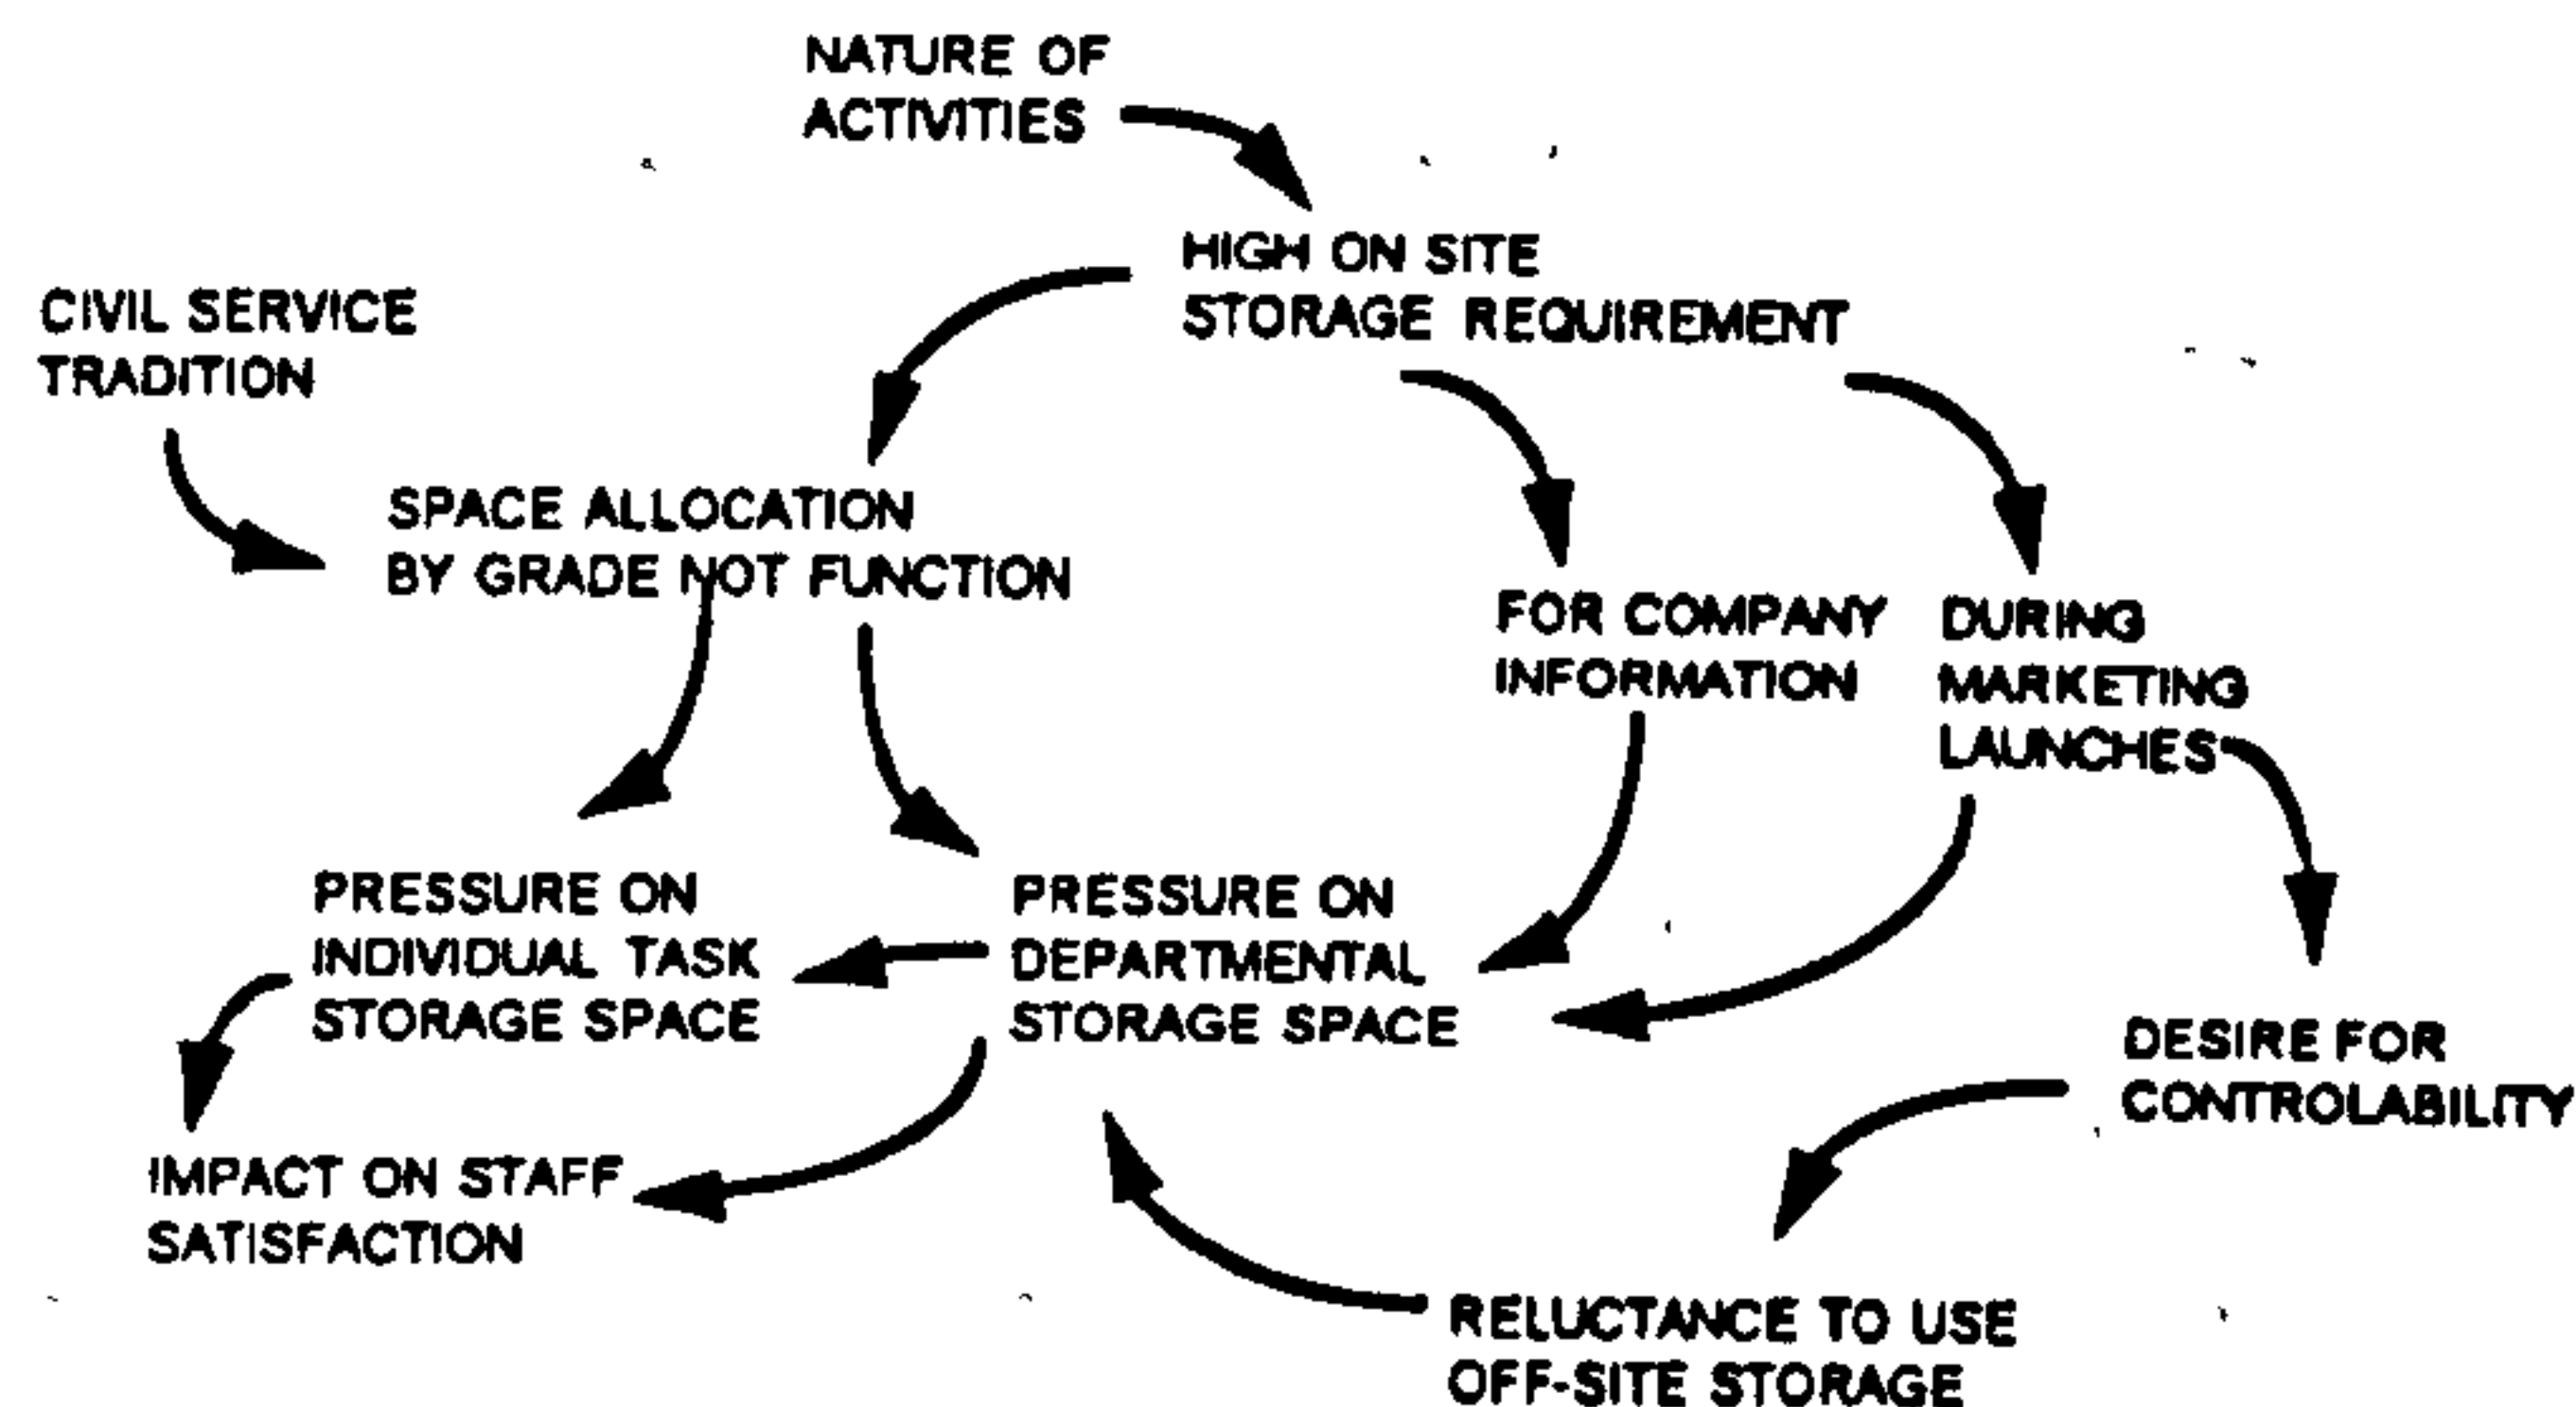 NATURE OF
ACTIVITIES
HIGH ON SITE
STORAGE REQUIREMENT
CIVIL SERVICE
TRADITION
SPACE ALLOCATION
BY GRADE NOT FUNCTION
FOR COMPANY
INFORMATION
DURING
MARKETING
LAUNCHES
PRESSURE ON
INDIVIDUAL TASK
STORAGE SPACE
PRESSURE ON
DEPARTMENTAL
STORAGE SPACE
DESIRE FOR
CONTROLABILITY
IMPACT ON STAFF
SATISFACTION
RELUCTANCE TO USE
OFF-SITE STORAGE